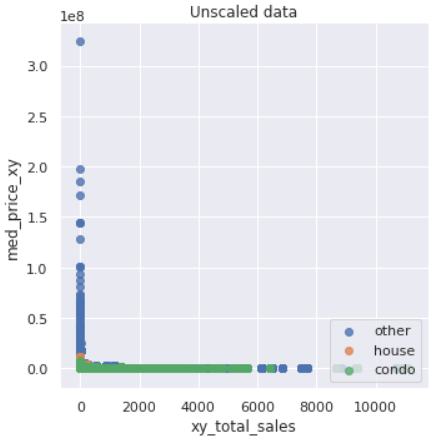 Unscaled data
1e8
3.0
2.5
2.0
1.5
1.0
0.5
0.0
med_price_xy
other
house
condo
0 2000 4000 6000 8000 10000
xy_total_sales